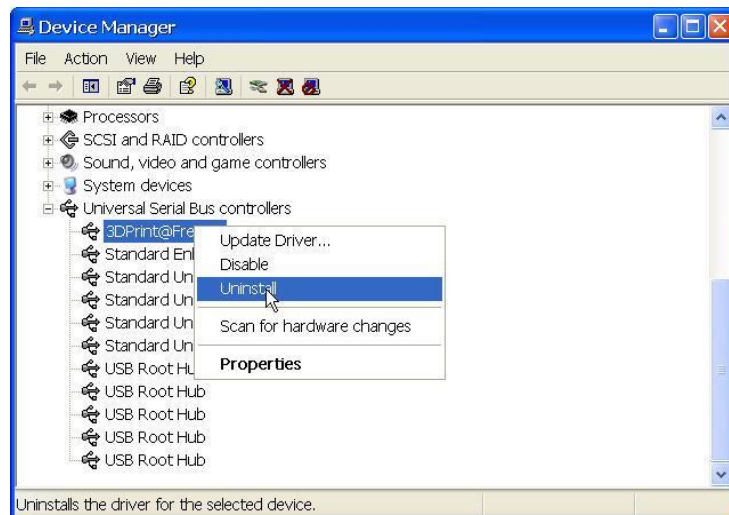 Device Manager
File Action View Help
Processors
SCSI and RAID controllers
Sound, video and game controllers
System devices
Universal Serial Bus controllers
3DPrint@Fre
Standard En
Standard Un
Standard Un
Standard Un
Standard Un
USB Root Hu
USB Root Hub
USB Root Hub
USB Root Hub
USB Root Hub
Update Driver...
Disable
Uninstall
Scan for hardware changes
Properties
Uninstalls the driver for the selected device.